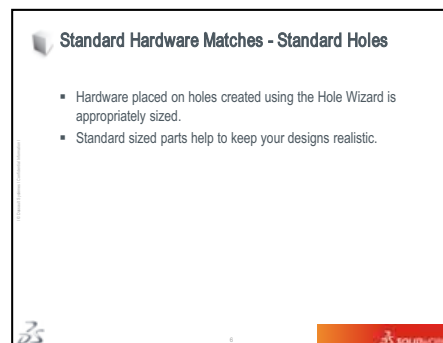 Standard Hardware Matches - Standard Holes
▪ Hardware placed on holes created using the Hole Wizard is
appropriately sized.
▪ Standard sized parts help to keep your designs realistic.
6